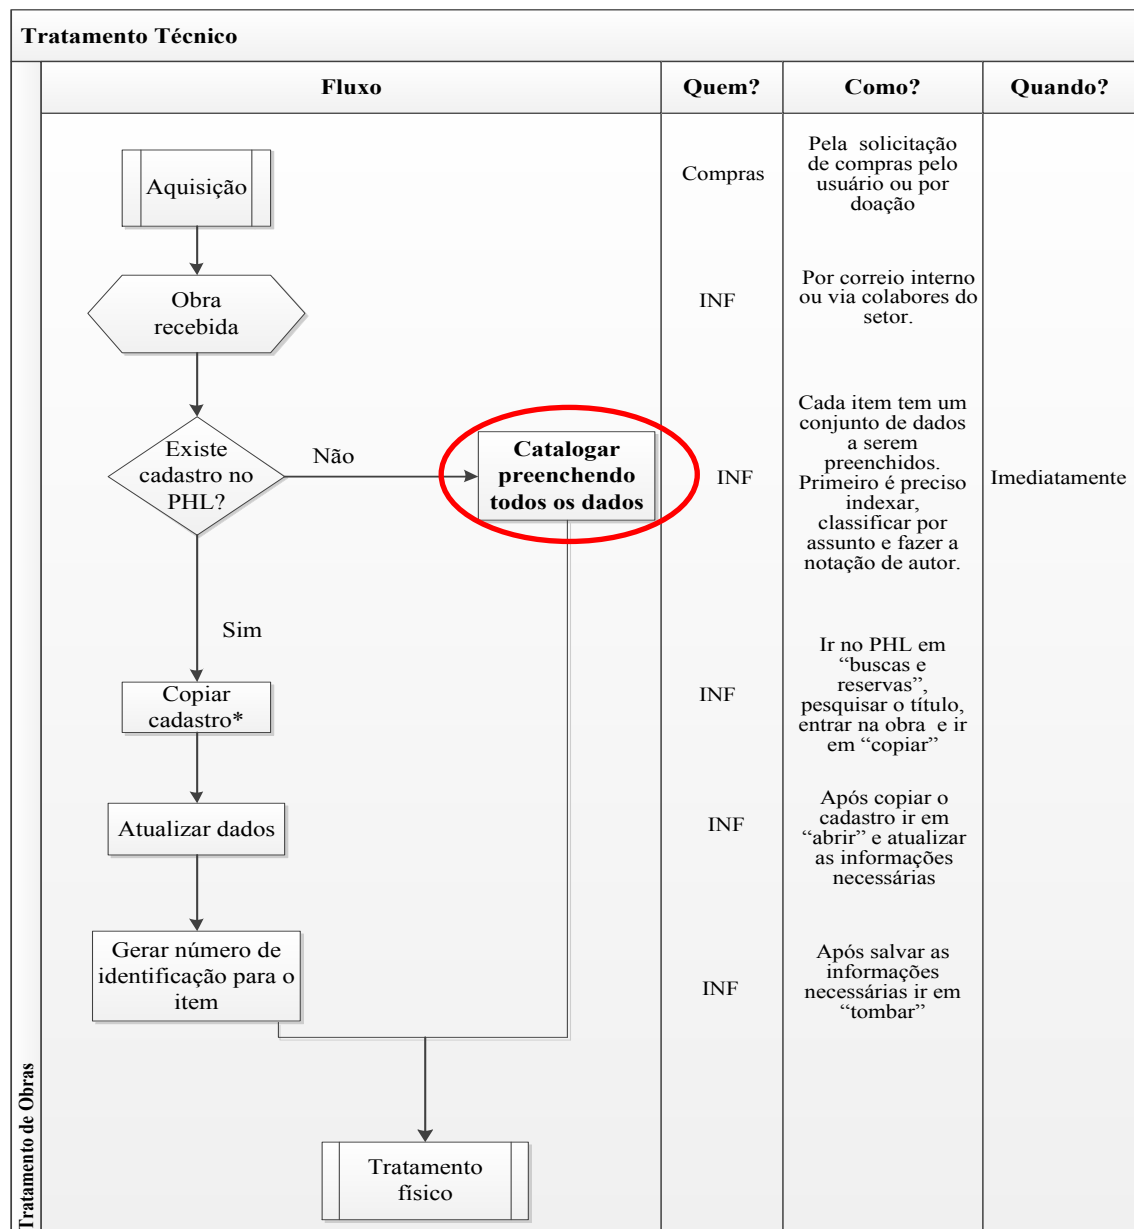 Tratamento Técnico
Fluxo
Quem?
Como?
Quando?
Aquisição
Compras
Pela solicitação
de compras pelo
usuário ou por
doação
Obra
recebida
INF
Por correio interno
ou via colabores do
setor.
Existe
cadastro no
PHL?
Não
Catalogar
preenchendo
todos os dados
INF
Cada item tem um
conjunto de dados
a serem
preenchidos.
Primeiro é preciso
indexar,
classificar por
assunto e fazer a
notação de autor.
Imediatamente
Sim
Copiar
cadastro*
INF
Ir no PHL em
“buscas e
reservas”,
pesquisar o título,
entrar na obra e ir
em “copiar”
Atualizar dados
INF
Após copiar o
cadastro ir em
“abrir” e atualizar
as informações
necessárias
Gerar número de
identificação para o
item
INF
Após salvar as
informações
necessárias ir em
“tombar”
Tratamento
físico
Tratamento de Obras